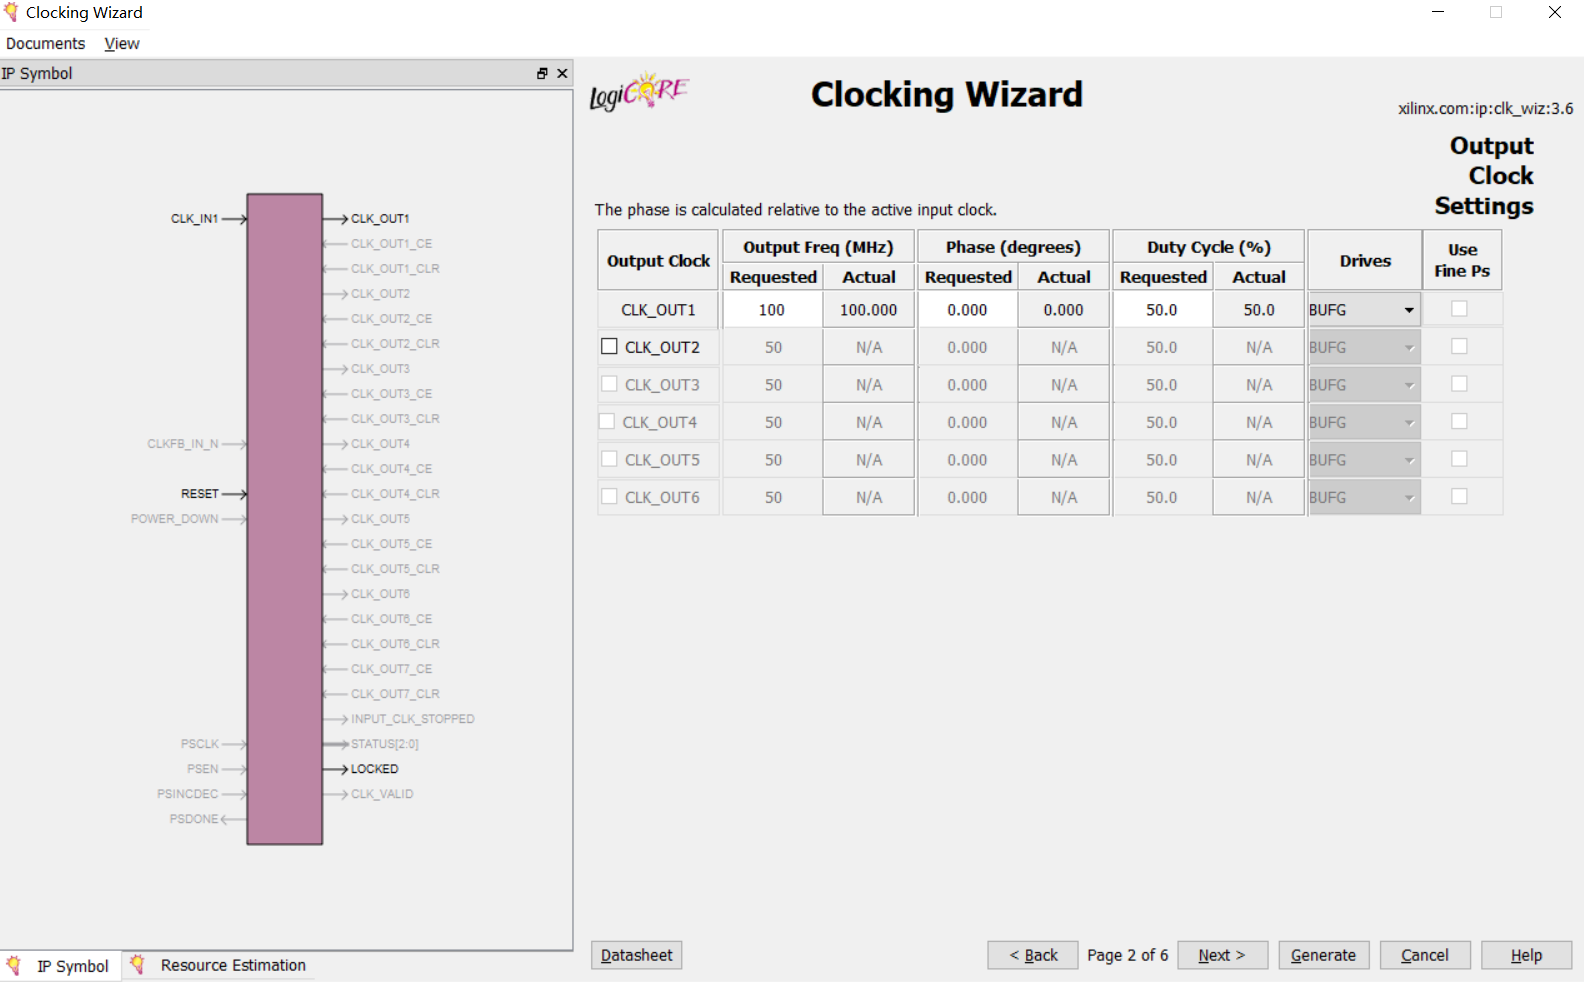 Clocking Wizard
Documents View
IP Symbol
CLK_IN1
CLKFB_IN_N
RESET
POWER_DOWN
PSCLK
PSEN
PSINCDEC
PSDONE
CLK_OUT1
CLK_OUT1_CE
CLK_OUT1_CLR
CLK_OUT2
CLK_OUT2_CE
CLK_OUT2_CLR
CLK_OUT3
CLK_OUT3_CE
CLK_OUT3_CLR
CLK_OUT4
CLK_OUT4_CE
CLK_OUT4_CLR
CLK_OUT5
CLK_OUT5_CE
CLK_OUT5_CLR
CLK_OUT6
CLK_OUT6_CE
CLK_OUT6_CLR
CLK_OUT7_CE
CLK_OUT7_CLR
INPUT_CLK_STOPPED
STATUS[2:0]
LOCKED
CLK_VALID
IP Symbol Resource Estimation
LogiCORE
Clocking Wizard
xilinx.com:ip:clk_wiz:3.6
Output
Clock
Settings
The phase is calculated relative to the active input clock.
Output Clock Output Freq (MHz) Phase (degrees) Duty Cycle (%) Drives Use Fine Ps
Requested Actual Requested Actual Requested Actual
CLK_OUT1 100 100.000 0.000 0.000 50.0 50.0 BUFG
CLK_OUT2 50 N/A 0.000 N/A 50.0 N/A BUFG
CLK_OUT3 50 N/A 0.000 N/A 50.0 N/A BUFG
CLK_OUT4 50 N/A 0.000 N/A 50.0 N/A BUFG
CLK_OUT5 50 N/A 0.000 N/A 50.0 N/A BUFG
CLK_OUT6 50 N/A 0.000 N/A 50.0 N/A BUFG
Datasheet < Back Page 2 of 6 Next > Generate Cancel Help